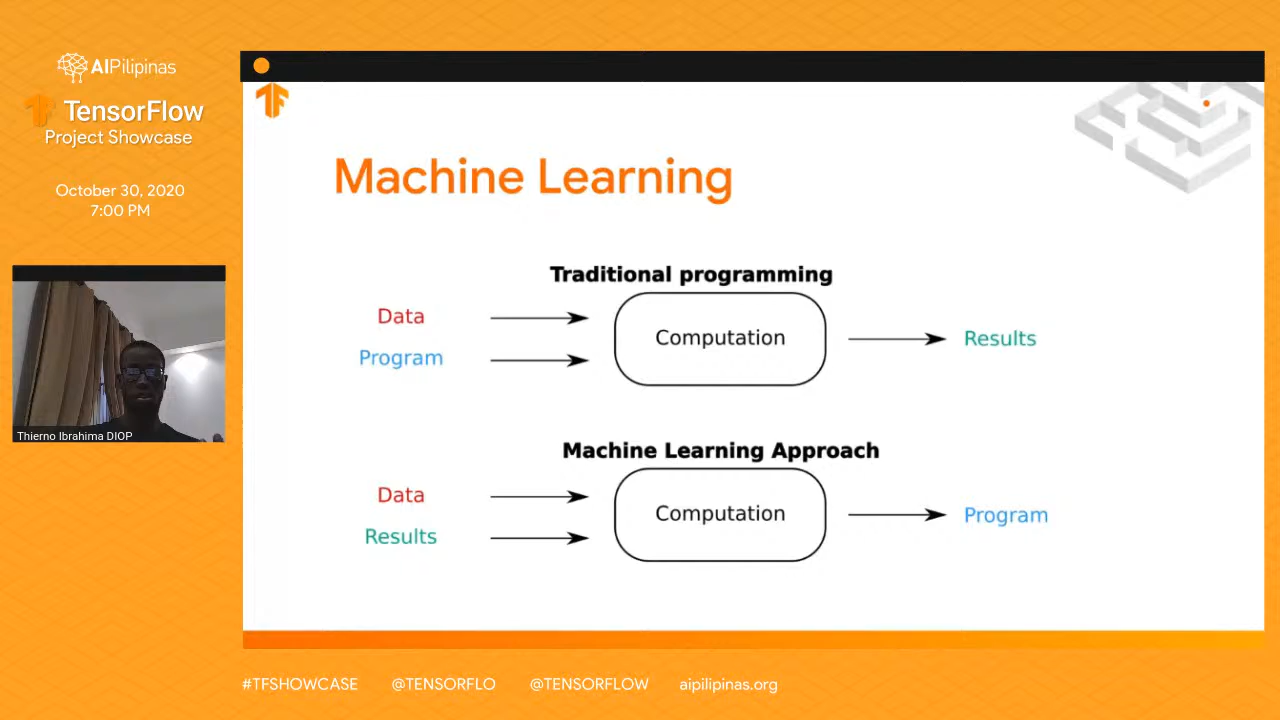 AIPilipinas
TensorFlow
Project Showcase
October 30, 2020
7:00 PM
Thierno Ibrahima DIOP
Machine Learning
Traditional programming
Data
Program
Computation
Results
Machine Learning Approach
Data
Results
Computation
Program
#TFSHOWCASE @TENSORFLO @TENSORFLOW aipilipinas.org